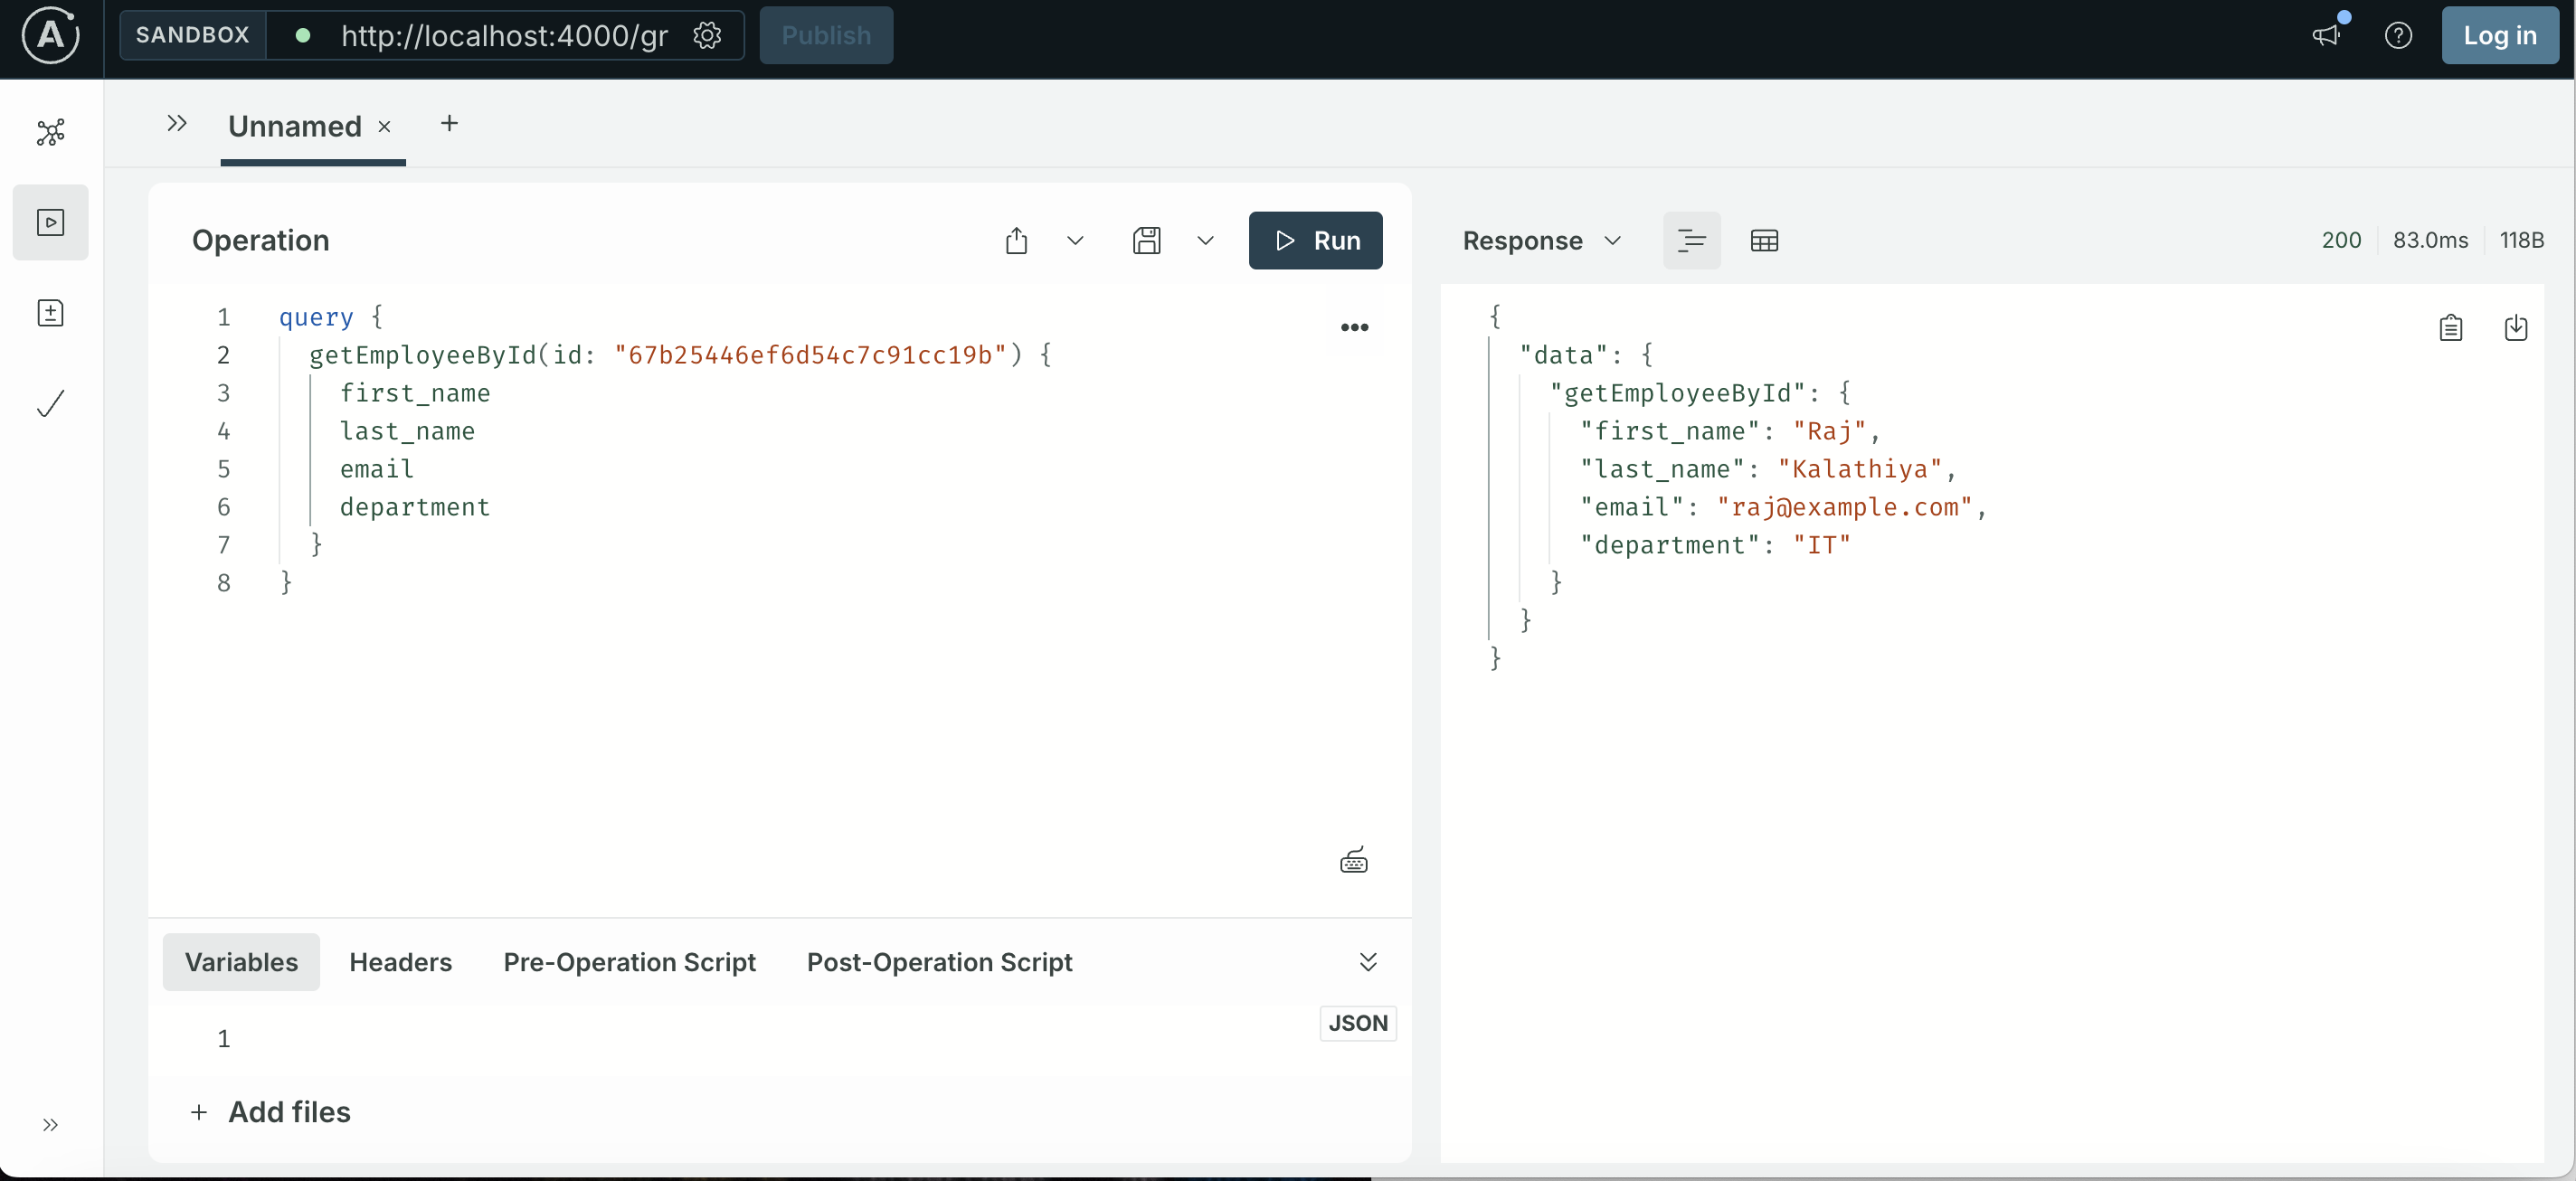 SANDBOX http://localhost:4000/gr Publish Log in
Unnamed
Operation Run
1 query {
2 getEmployeeById(id: "67b25446ef6d54c7c91cc19b") {
3 first_name
4 last_name
5 email
6 department
7 }
8 }
Variables Headers Pre-Operation Script Post-Operation Script
JSON
1
+ Add files
Response 200 83.0ms 118B
{
"data": {
"getEmployeeById": {
"first_name": "Raj",
"last_name": "Kalathiya",
"email": "raj@example.com",
"department": "IT"
}
}
}